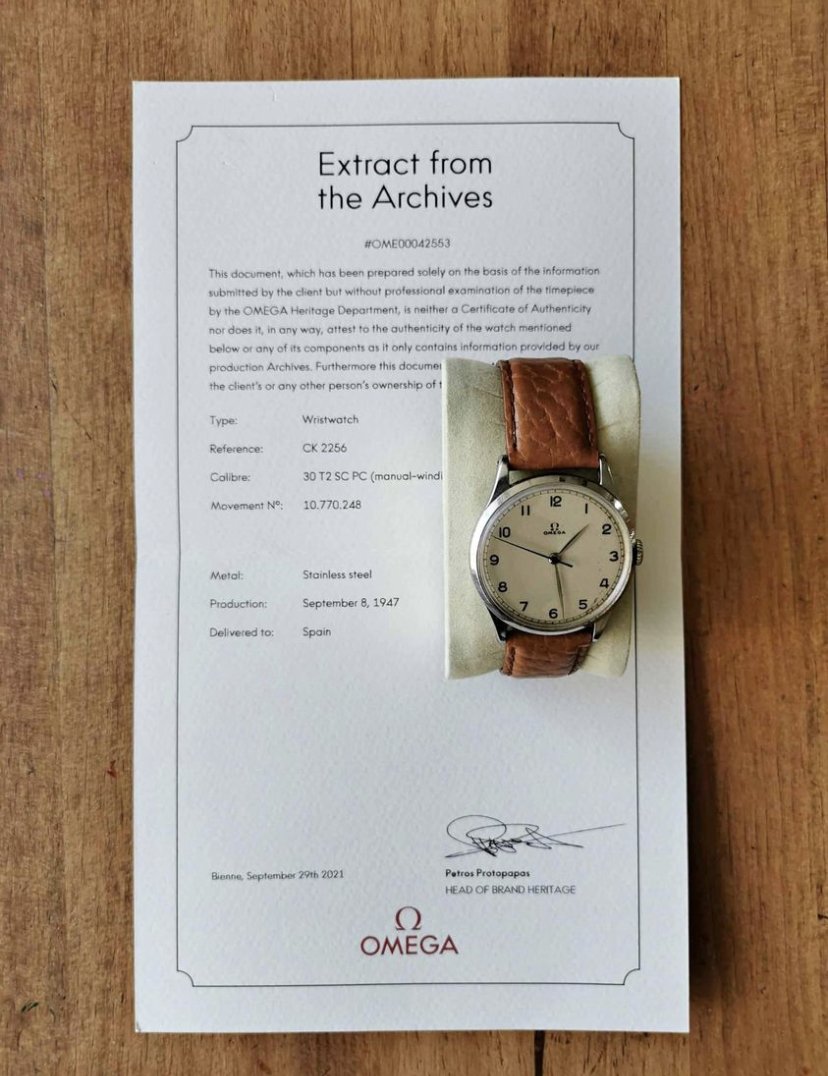 Extract from
the Archives
#OME00042553
This document, which has been prepared solely on the basis of the information
submitted by the client but without professional examination of the timepiece
by the OMEGA Heritage Department, is neither a Certificate of Authenticity
nor does it, in any way, attest to the authenticity of the watch mentioned
below or any of its components as it only contains information provided by our
production Archives. Furthermore this
the client's or any other person's ownership of
Type: Wristwatch
Reference: CK 2256
Calibre: 30 T2 SC PC (manual-windi
Movement Nº: 10.770.248
Metal: Stainless steel
Production: September 8, 1947
Delivered to: Spain
12
11 1
10 2
9 3
8 4
7 5
6
Ω
OMEGA
Bienne, September 29th 2021
Petros Protopapas
HEAD OF BRAND HERITAGE
Ω
OMEGA